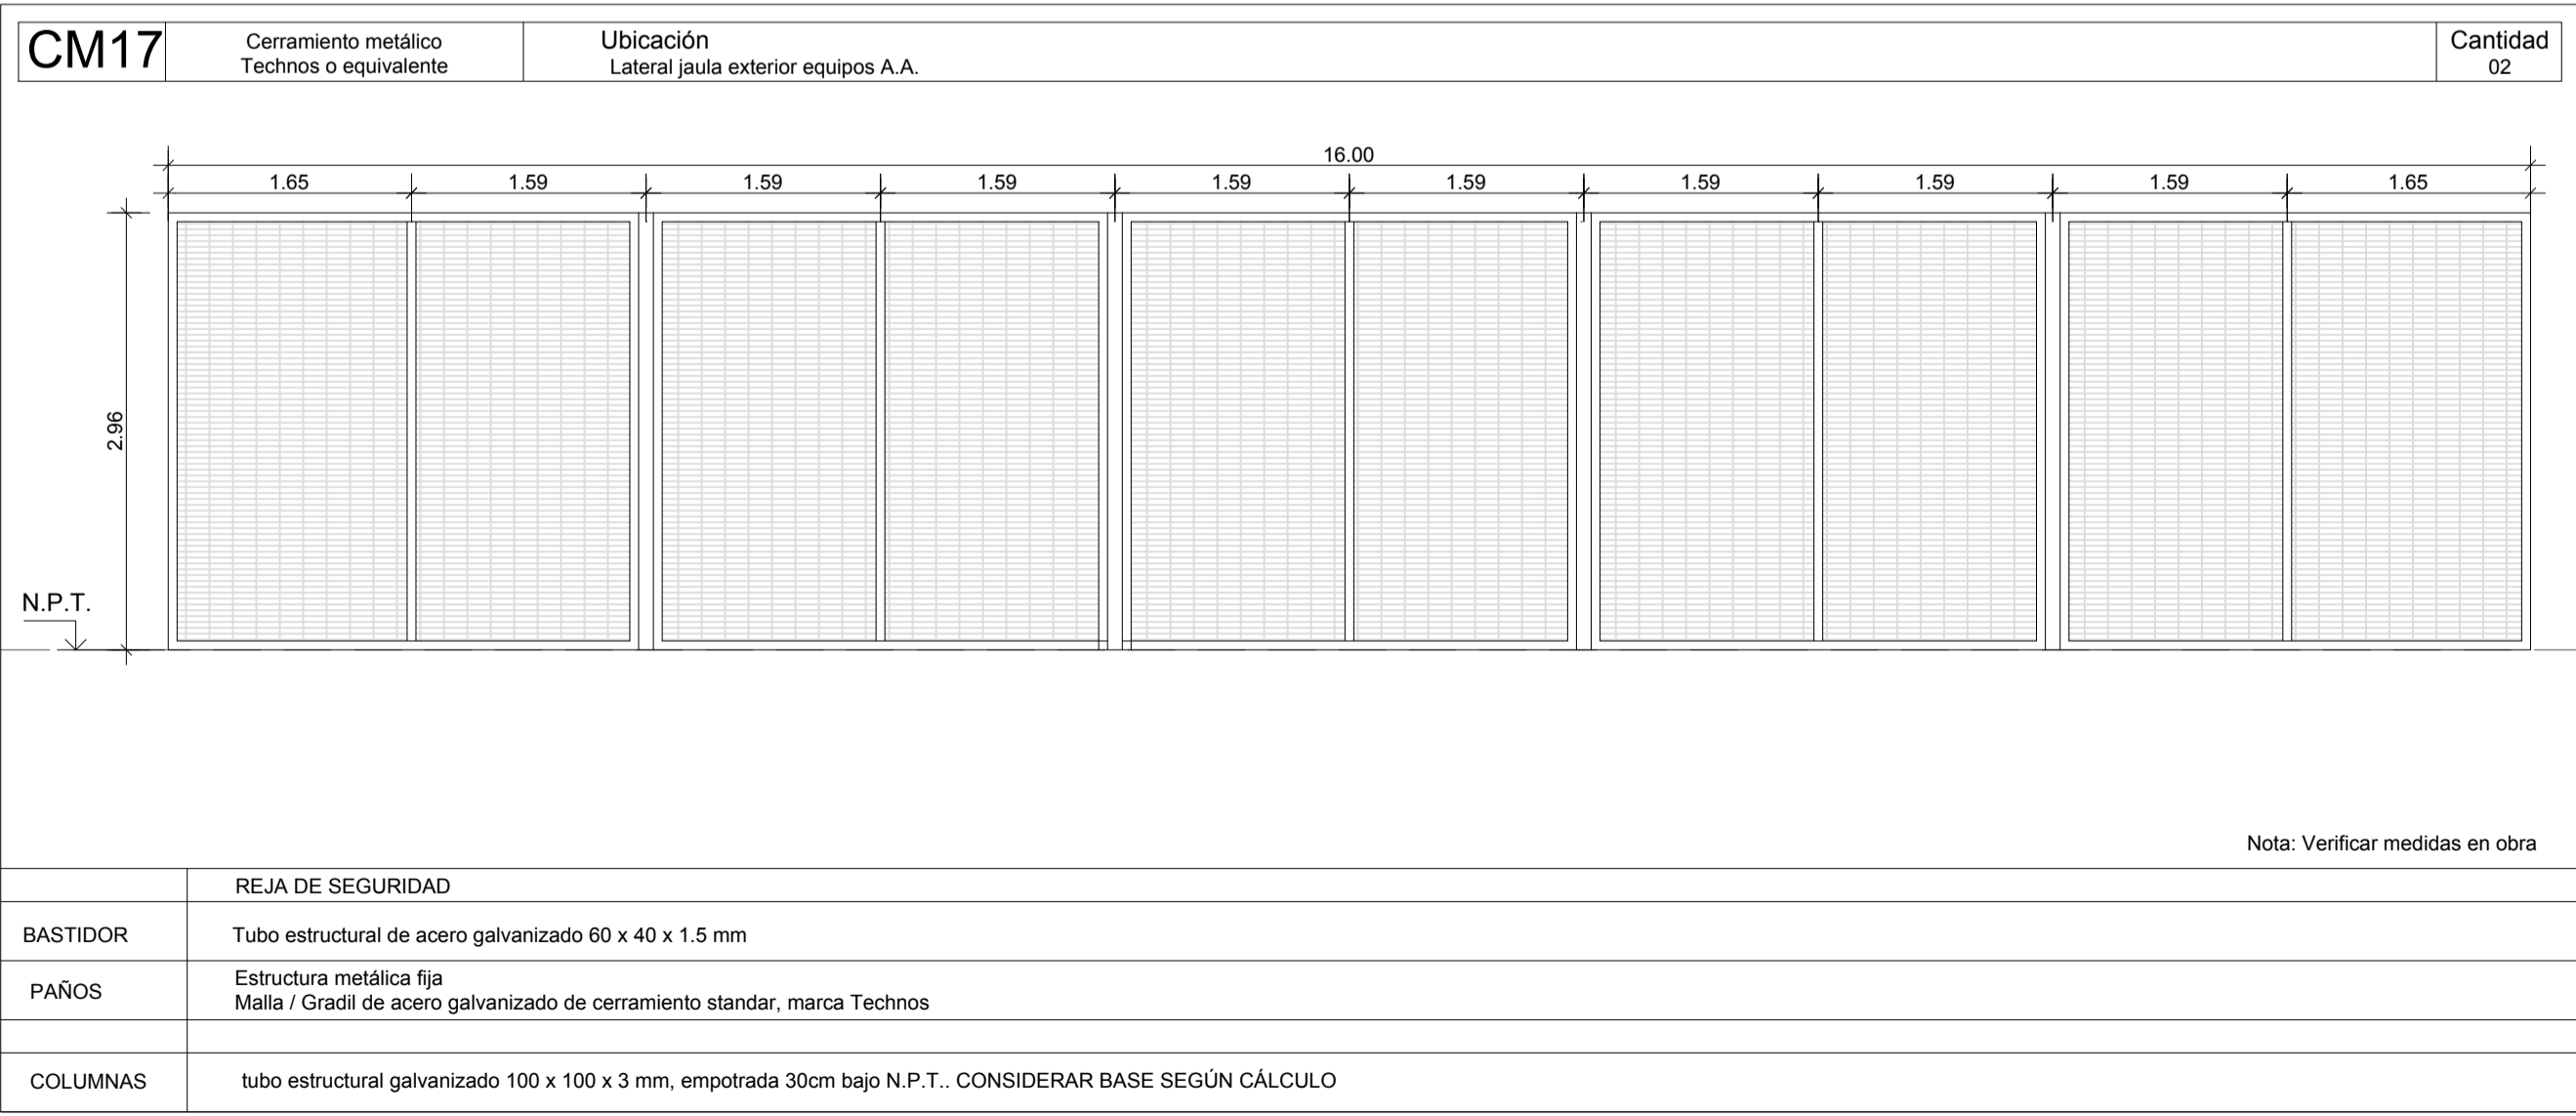 CM17
Cerramiento metálico
Technos o equivalente
Ubicación
Lateral jaula exterior equipos A.A.
Cantidad
02
16.00
1.65 1.59 1.59 1.59 1.59 1.59 1.59 1.59 1.59 1.65
2.96
N.P.T.
Nota: Verificar medidas en obra
REJA DE SEGURIDAD
BASTIDOR
Tubo estructural de acero galvanizado 60 x 40 x 1.5 mm
PAÑOS
Estructura metálica fija
Malla / Gradil de acero galvanizado de cerramiento standar, marca Technos
COLUMNAS
tubo estructural galvanizado 100 x 100 x 3 mm, empotrada 30cm bajo N.P.T.. CONSIDERAR BASE SEGÚN CÁLCULO